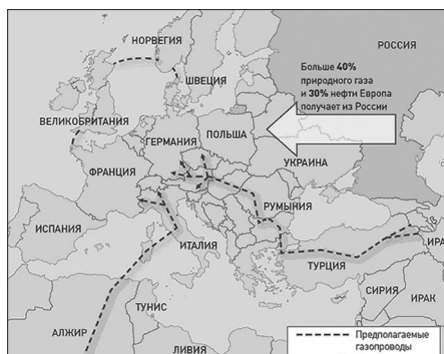 НОРВЕГИЯ
РОССИЯ
Больше 40%
природного газа
и 30% нефти Европа
получает из России
ШВЕЦИЯ
ВЕЛИКОБРИТАНИЯ
ПОЛЬША
ГЕРМАНИЯ
УКРАИНА
ФРАНЦИЯ
РУМЫНИЯ
ИСПАНИЯ
ИТАЛИЯ
ИРА
ТУРЦИЯ
СИРИЯ
ИРАК
ТУНИС
АЛЖИР
ЛИВИЯ
Предполагаемые
газопроводы